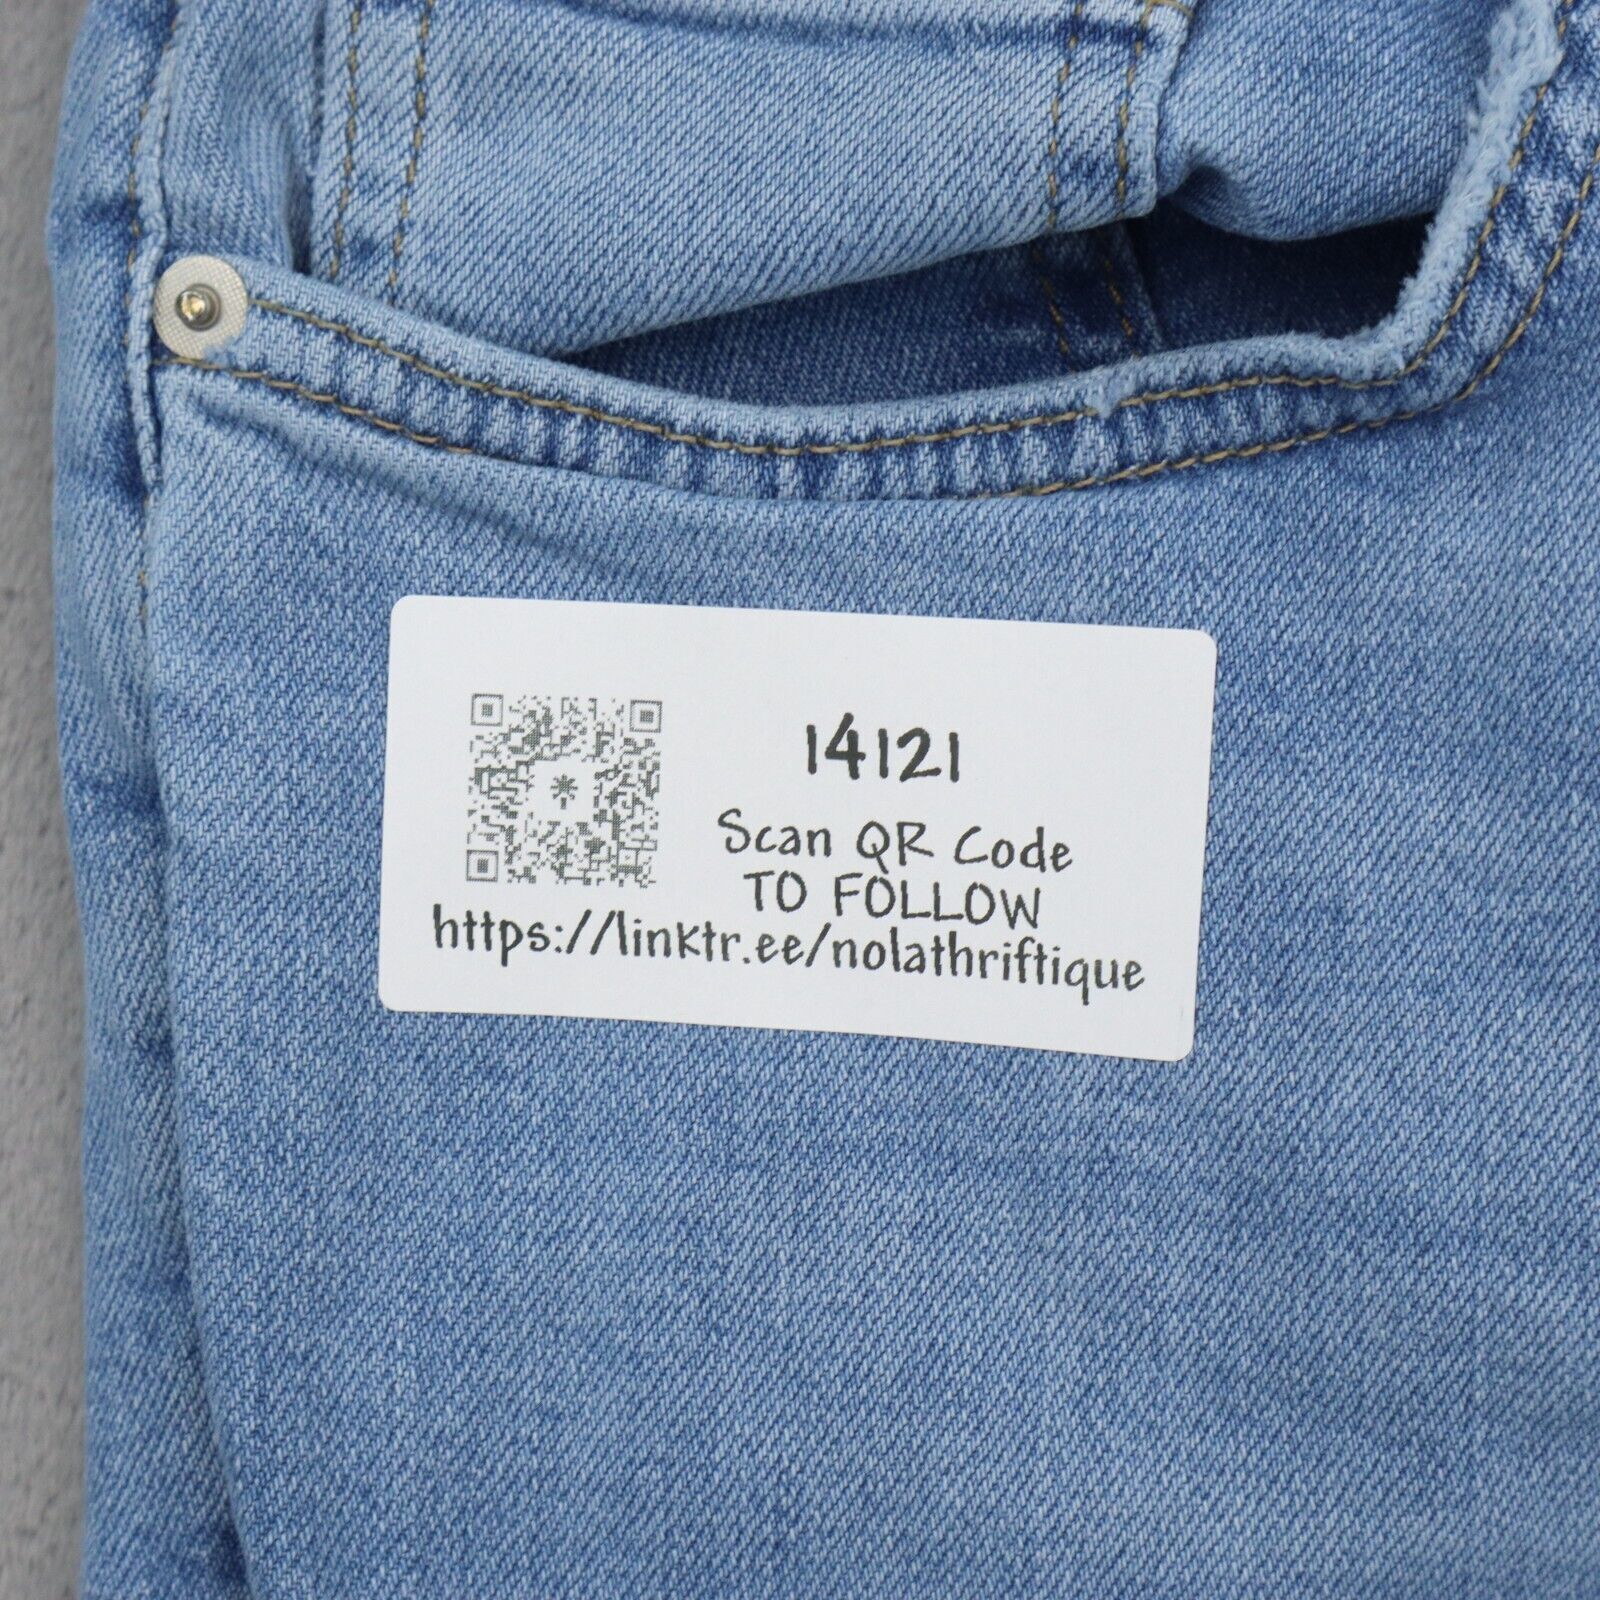 14121
Scan QR Code
TO FOLLOW
https://linktr.ee/nolathriftique